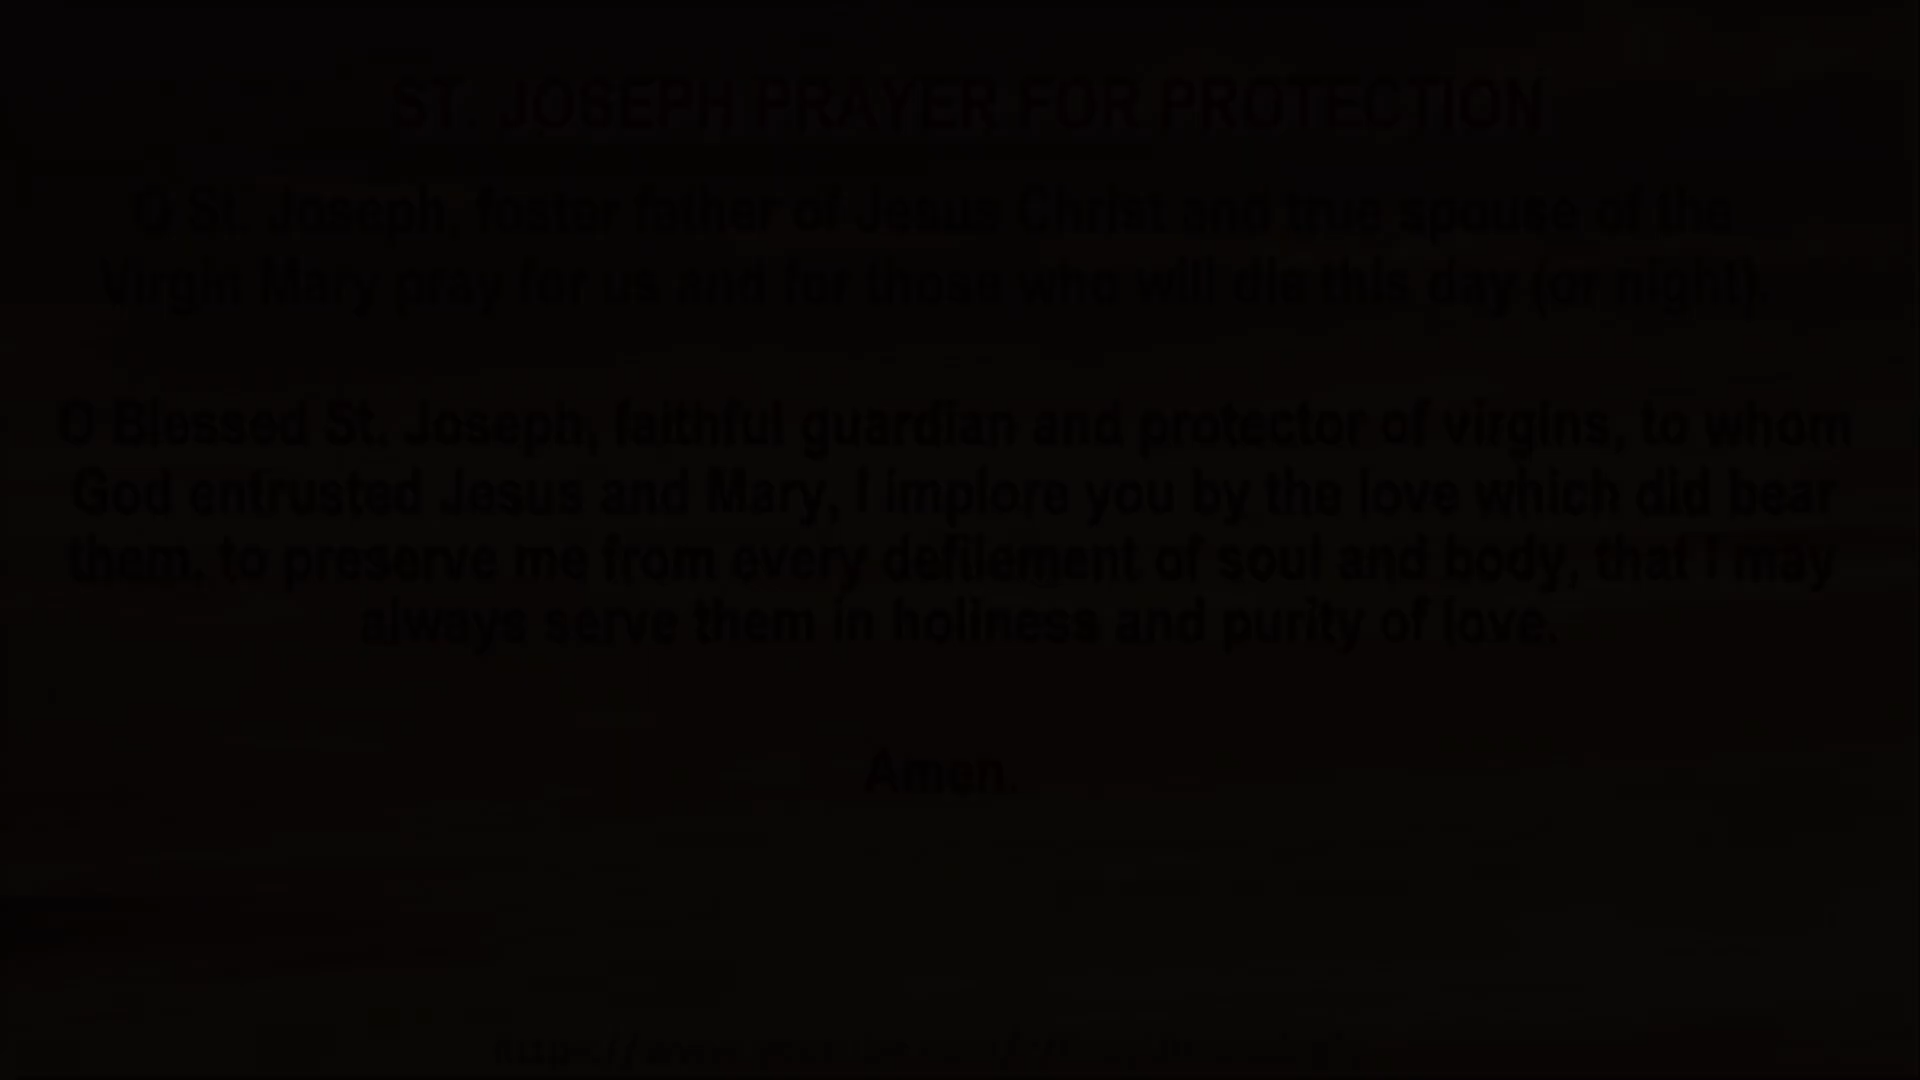 ST. JOSEPH PRAYER FOR PROTECTION
O St. Joseph, foster father of Jesus Christ and true spouse of the
Virgin Mary pray for us and for those who will die this day (or night).
O Blessed St. Joseph, faithful guardian and protector of virgins, to whom
God entrusted Jesus and Mary, I implore you by the love which did bear
them, to preserve me from every defilement of soul and body, that I may
always serve them in holiness and purity of love.
Amen.